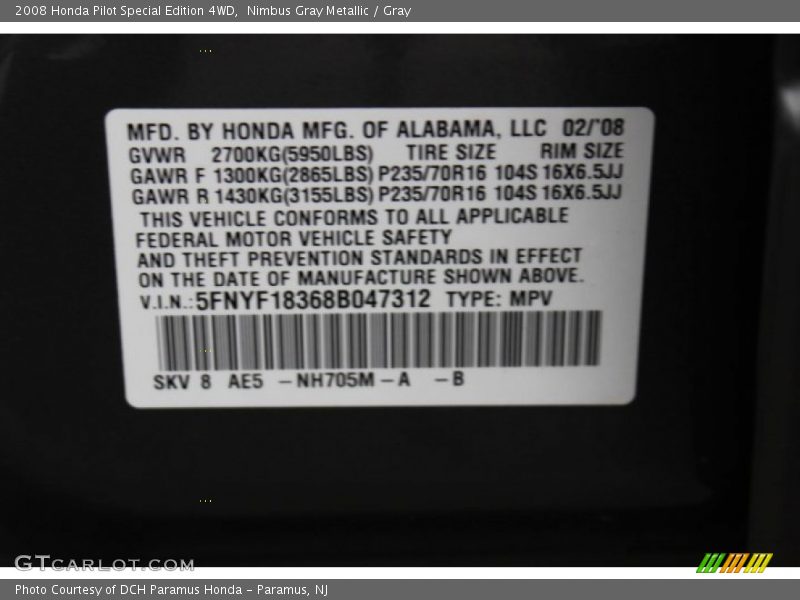 2008 Honda Pilot Special Edition 4WD,  Nimbus Gray Metallic / Gray
MFD. BY HONDA MFG. OF ALABAMA, LLC 02/'08
GVWR 2700KG(5950LBS) TIRE SIZE RIM SIZE
GAWR F 1300KG(2865LBS) P235/70R16 104S 16X6.5JJ
GAWR R 1430KG(3155LBS) P235/70R16 104S 16X6.5JJ
THIS VEHICLE CONFORMS TO ALL APPLICABLE
FEDERAL MOTOR VEHICLE SAFETY
AND THEFT PREVENTION STANDARDS IN EFFECT
ON THE DATE OF MANUFACTURE SHOWN ABOVE.
V.I.N.: 5FNYF18368B047312 TYPE: MPV
SKV 8 AE5 -NH705M-A -B
GTCARLOT.COM
Photo Courtesy of DCH Paramus Honda - Paramus, NJ